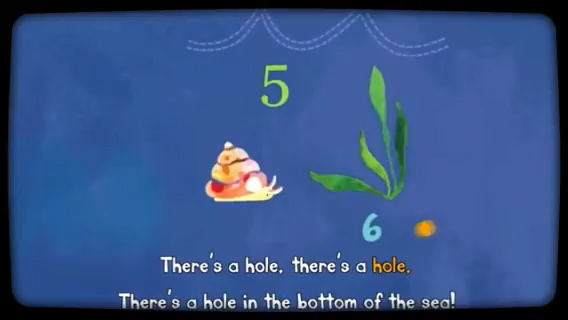 5
6
There's a hole, there's a hole,
There's a hole in the bottom of the sea!